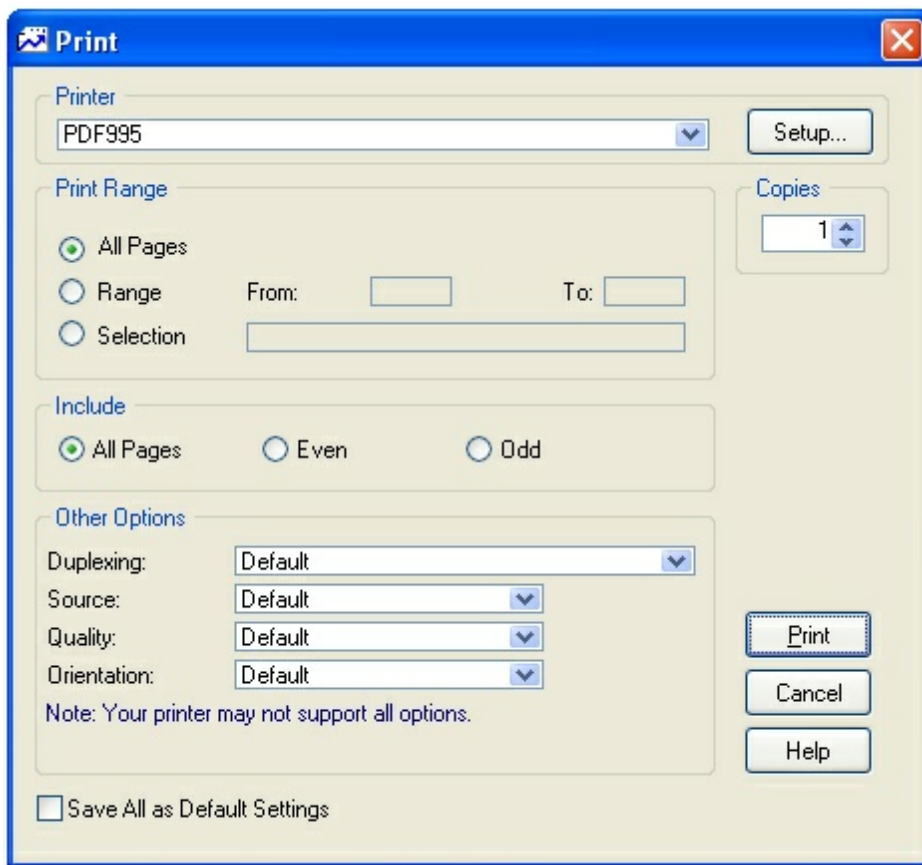 Print
Printer
PDF995
Setup...
Print Range
Copies
All Pages
1
Range From: To:
Selection
Include
All Pages Even Odd
Other Options
Duplexing: Default
Source: Default
Quality: Default
Print
Orientation: Default
Cancel
Note: Your printer may not support all options.
Help
Save All as Default Settings